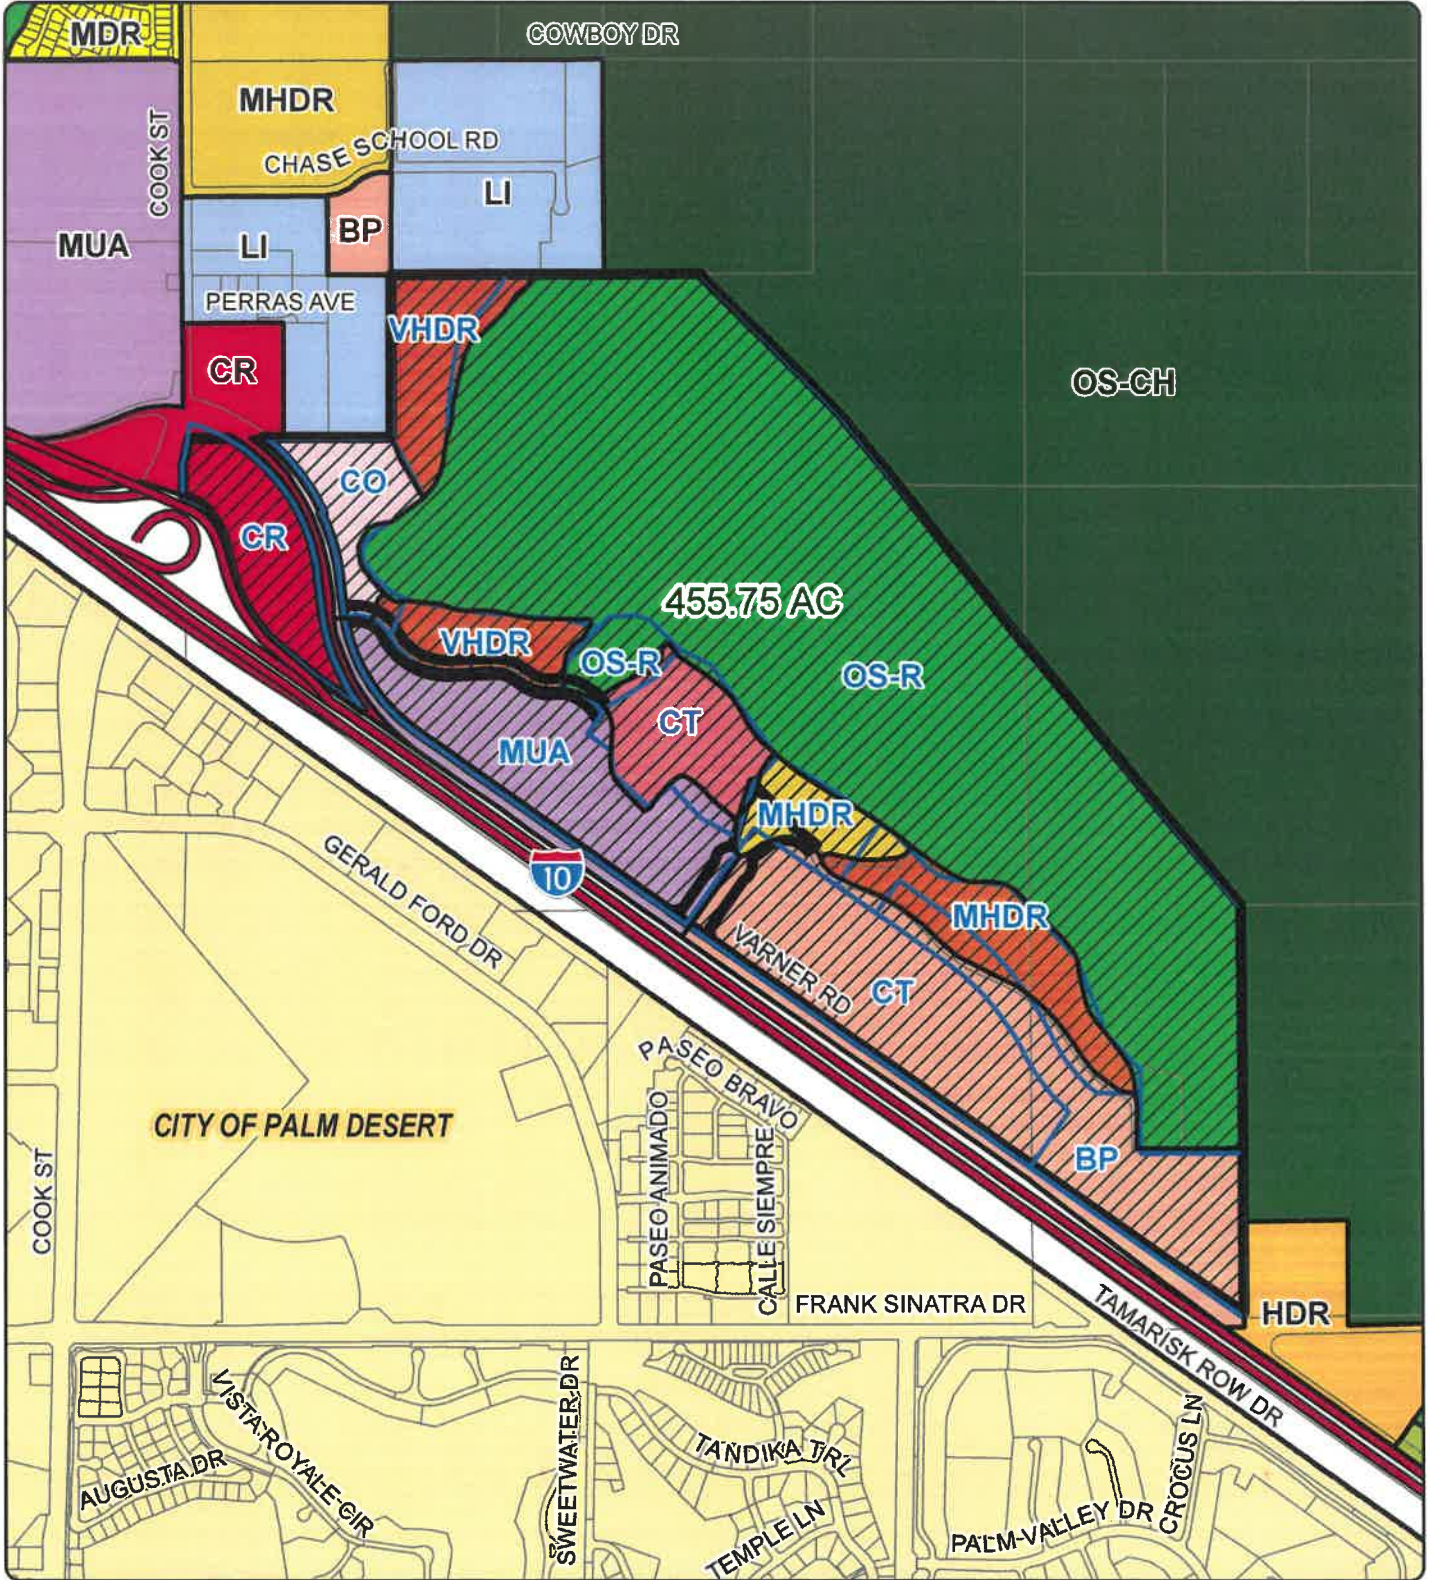 MDR
COWBOY DR
MHDR
COOK ST
CHASE SCHOOL RD
LI
BP
MUA
LI
PERRAS AVE
VHDR
CR
OS-CH
CO
CR
455.75 AC
VHDR
OS-R
OS-R
CT
MUA
MHDR
10
GERALD FORD DR
MHDR
VARNER RD
CT
PASEO BRAVO
CITY OF PALM DESERT
PASEO ANIMADO
CALLE SIEMPRE
BP
COOK ST
FRANK SINATRA DR
HDR
TAMARISK ROW DR
VISTA ROYALE CIR
SWEETWATER DR
AUGUSTA DR
TANDIKA TRL
CROCUS LN
TEMPLE LN
PALM VALLEY DR